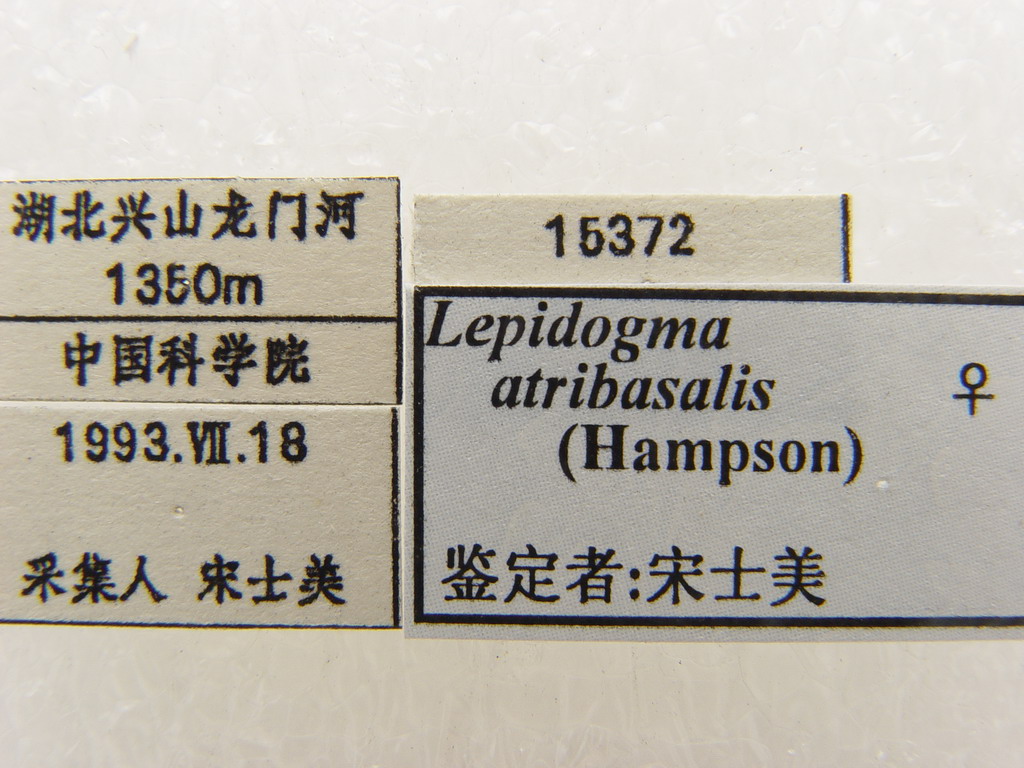 湖北兴山龙门河
1350m
中国科学院
1993.Ⅶ.18
采集人 宋士美
15372
Lepidogma
atribasalis
(Hampson)
♀
鉴定者:宋士美